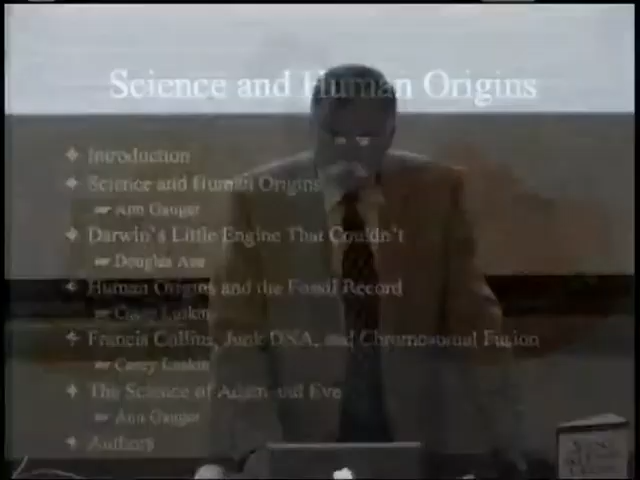 Science and Human Origins
Introduction
Science and Human Origins
Ann Gauger
Darwin's Little Engine That Couldn't
Douglas Axe
Human Origins and the Fossil Record
Casey Luskin
Francis Collins, Junk DNA, and Chromosomal Fusion
Casey Luskin
The Science of Adam and Eve
Ann Gauger
Authors